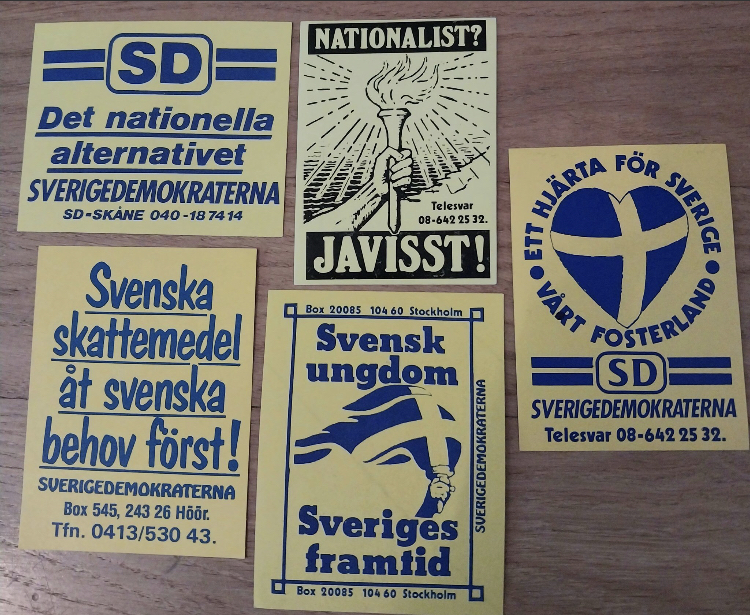 SD
Det nationella
alternativet
SVERIGEDEMOKRATERNA
SD-SKÅNE 040-187414
NATIONALIST?
Telesvar
08-642 25 32.
JAVISST!
ETT HJÄRTA FÖR SVERIGE
VÅRT FOSTERLAND
SD
SVERIGEDEMOKRATERNA
Telesvar 08-642 25 32.
Svenska
skattemedel
åt svenska
behov först!
SVERIGEDEMOKRATERNA
Box 545, 243 26 Höör.
Tfn. 0413/530 43.
Box 20085 104 60 Stockholm
Svensk
ungdom
SVERIGEDEMOKRATERNA
Sveriges
framtid
Box 20085 104 60 Stockholm